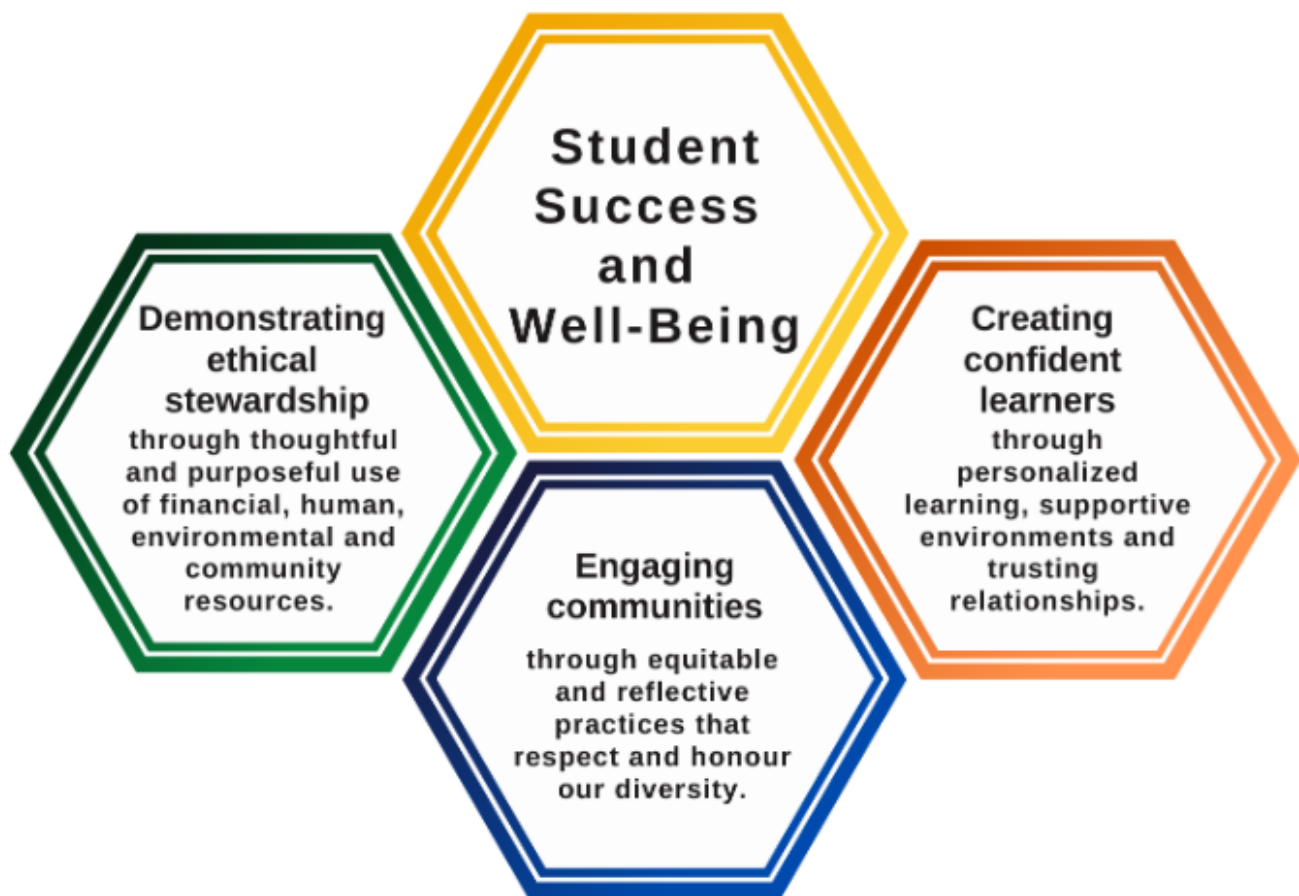 Student
Success
and
Well-Being
Demonstrating
ethical
stewardship
through thoughtful
and purposeful use
of financial, human,
environmental and
community
resources.
Engaging
communities
through equitable
and reflective
practices that
respect and honour
our diversity.
Creating
confident
learners
through
personalized
learning, supportive
environments and
trusting
relationships.